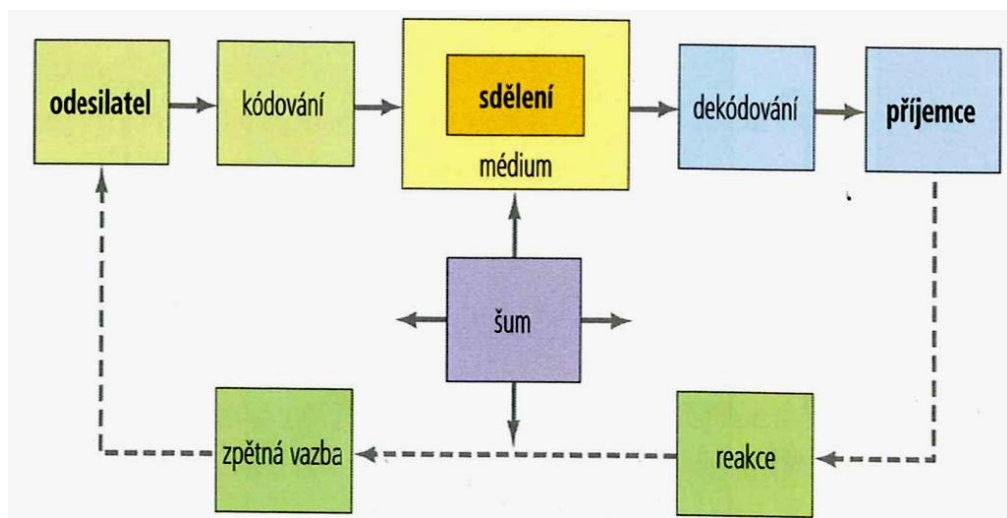 odesilatel
kódování
sdělení
médium
dekódování
příjemce
šum
zpětná vazba
reakce